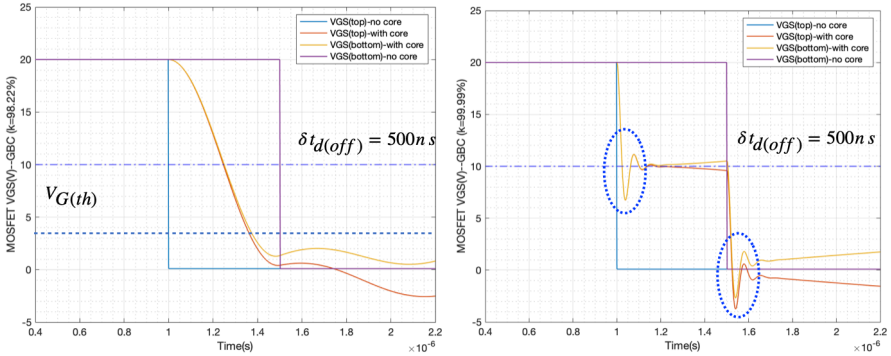 VGS(top)-no core
VGS(top)-with core
VGS(bottom)-with core
VGS(bottom)-no core
MOSFET VGS(V)--GBC (k=98.22%)
25
20
15
10
5
0
-5
δ t_{d(off)} = 500n s
V_{G(th)}
0.4 0.6 0.8 1 1.2 1.4 1.6 1.8 2 2.2
Time(s)
×10^{-6}
VGS(top)-no core
VGS(top)-with core
VGS(bottom)-with core
VGS(bottom)-no core
MOSFET VGS(V)--GBC (k=99.99%)
25
20
15
10
5
0
-5
δ t_{d(off)} = 500n s
0.4 0.6 0.8 1 1.2 1.4 1.6 1.8 2 2.2
Time(s)
×10^{-6}